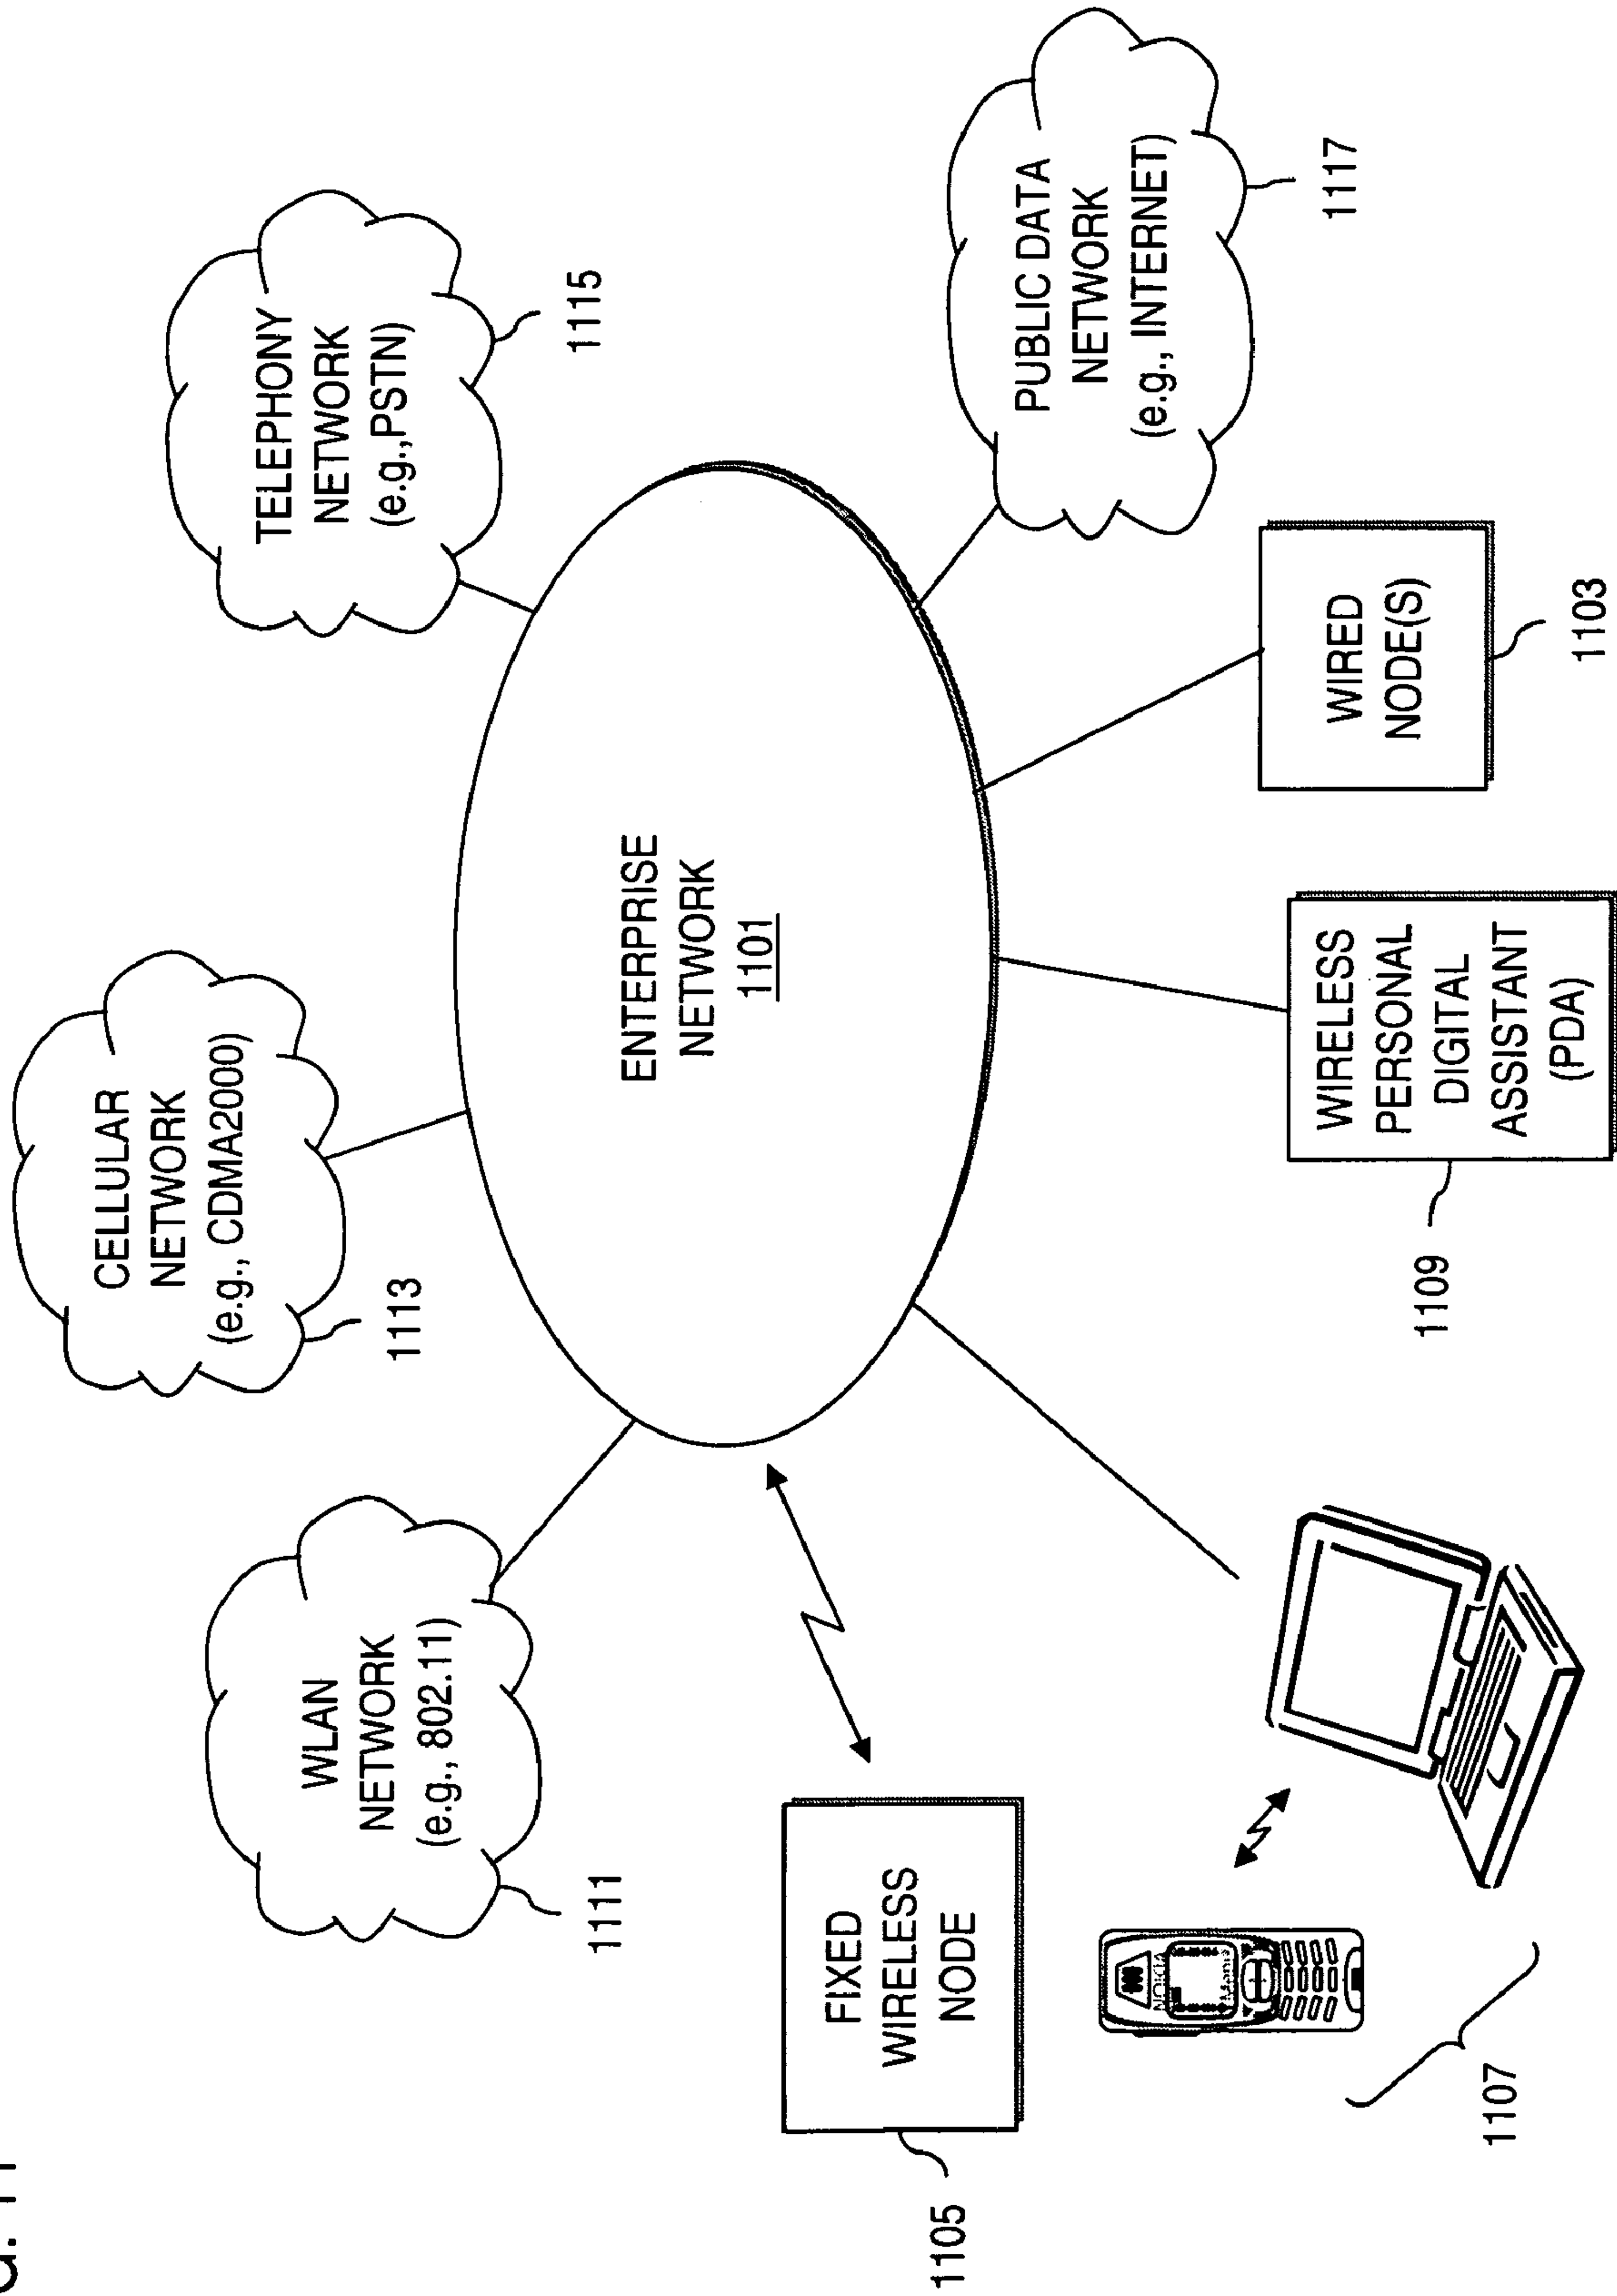 G. 11
CELLULAR
NETWORK
(e.g., CDMA2000)
1113
TELEPHONY
NETWORK
(e.g.,PSTN)
1115
WLAN
NETWORK
(e.g., 802.11)
1111
ENTERPRISE
NETWORK
1101
PUBLIC DATA
NETWORK
(e.g., INTERNET)
1117
FIXED
WIRELESS
NODE
1105
NOKIA
Menu
1107
WIRELESS
PERSONAL
DIGITAL
ASSISTANT
(PDA)
1109
WIRED
NODE(S)
1103